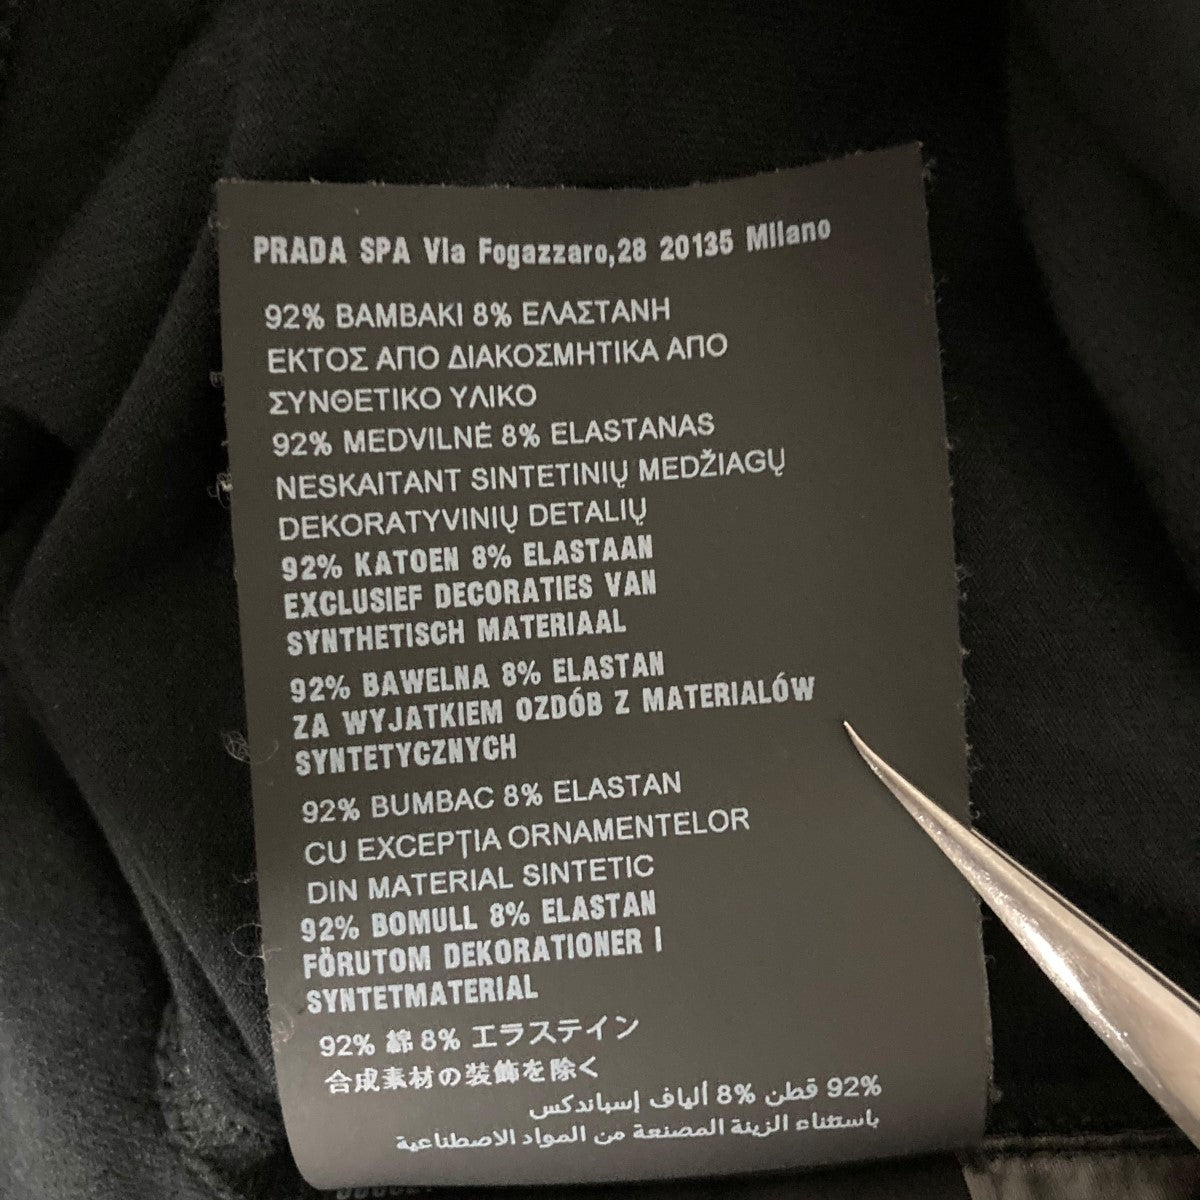 PRADA SPA Via Fogazzaro,28 20135 Milano
92% ΒΑΜΒΑΚΙ 8% ΕΛΑΣΤΑΝΗ
ΕΚΤΟΣ ΑΠΟ ΔΙΑΚΟΣΜΗΤΙΚΑ ΑΠΟ
ΣΥΝΘΕΤΙΚΟ ΥΛΙΚΟ
92% MEDVILNĖ 8% ELASTANAS
NESKAITANT SINTETINIŲ MEDŽIAGŲ
DEKORATYVINIŲ DETALIŲ
92% KATOEN 8% ELASTAAN
EXCLUSIEF DECORATIES VAN
SYNTHETISCH MATERIAAL
92% BAWELNA 8% ELASTAN
ZA WYJATKIEM OZDÓB Z MATERIALÓW
SYNTETYCZNYCH
92% BUMBAC 8% ELASTAN
CU EXCEPŢIA ORNAMENTELOR
DIN MATERIAL SINTETIC
92% BOMULL 8% ELASTAN
FÖRUTOM DEKORATIONER I
SYNTETMATERIAL
92% 綿 8% エラステイン
合成素材の装飾を除く
92% قطن 8% ألياف إسباندكس
باستثناء الزينة المصنعة من المواد الاصطناعية